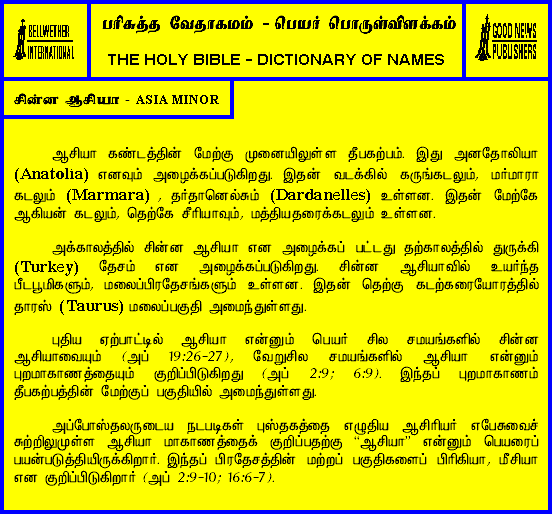 BELLWETHER
INTERNATIONAL
பரிசுத்த வேதாகமம் - பெயர் பொருள்விளக்கம்
THE HOLY BIBLE - DICTIONARY OF NAMES
GOOD NEWS
PUBLISHERS
சின்ன ஆசியா - ASIA MINOR
ஆசியா கண்டத்தின் மேற்கு முனையிலுள்ள தீபகற்பம். இது அனதோலியா
(Anatolia) எனவும் அழைக்கப்படுகிறது. இதன் வடக்கில் கருங்கடலும், மர்மாரா
கடலும் (Marmara) , தர்தானெல்சும் (Dardanelles) உள்ளன. இதன் மேற்கே
ஆகியன் கடலும், தெற்கே சீரியாவும், மத்தியதரைக்கடலும் உள்ளன.
அக்காலத்தில் சின்ன ஆசியா என அழைக்கப் பட்டது தற்காலத்தில் துருக்கி
(Turkey) தேசம் என அழைக்கப்படுகிறது. சின்ன ஆசியாவில் உயர்ந்த
பீடபூமிகளும், மலைப்பிரதேசங்களும் உள்ளன. இதன் தெற்கு கடற்கரையோரத்தில்
தாரஸ் (Taurus) மலைப்பகுதி அமைந்துள்ளது.
புதிய ஏற்பாட்டில் ஆசியா என்னும் பெயர் சில சமயங்களில் சின்ன
ஆசியாவையும் (அப் 19:26-27), வேறுசில சமயங்களில் ஆசியா என்னும்
புறமாகாணத்தையும் குறிப்பிடுகிறது (அப் 2:9; 6:9). இந்தப் புறமாகாணம்
தீபகற்பத்தின் மேற்குப் பகுதியில் அமைந்துள்ளது.
அப்போஸ்தலருடைய நடபடிகள் புஸ்தகத்தை எழுதிய ஆசிரியர் எபேசுவைச்
சுற்றிலுமுள்ள ஆசியா மாகாணத்தைக் குறிப்பதற்கு “ஆசியா” என்னும் பெயரைப்
பயன்படுத்தியிருக்கிறார். இந்தப் பிரதேசத்தின் மற்றப் பகுதிகளைப் பிரிகியா, மீசியா
என குறிப்பிடுகிறார் (அப் 2:9-10; 16:6-7).